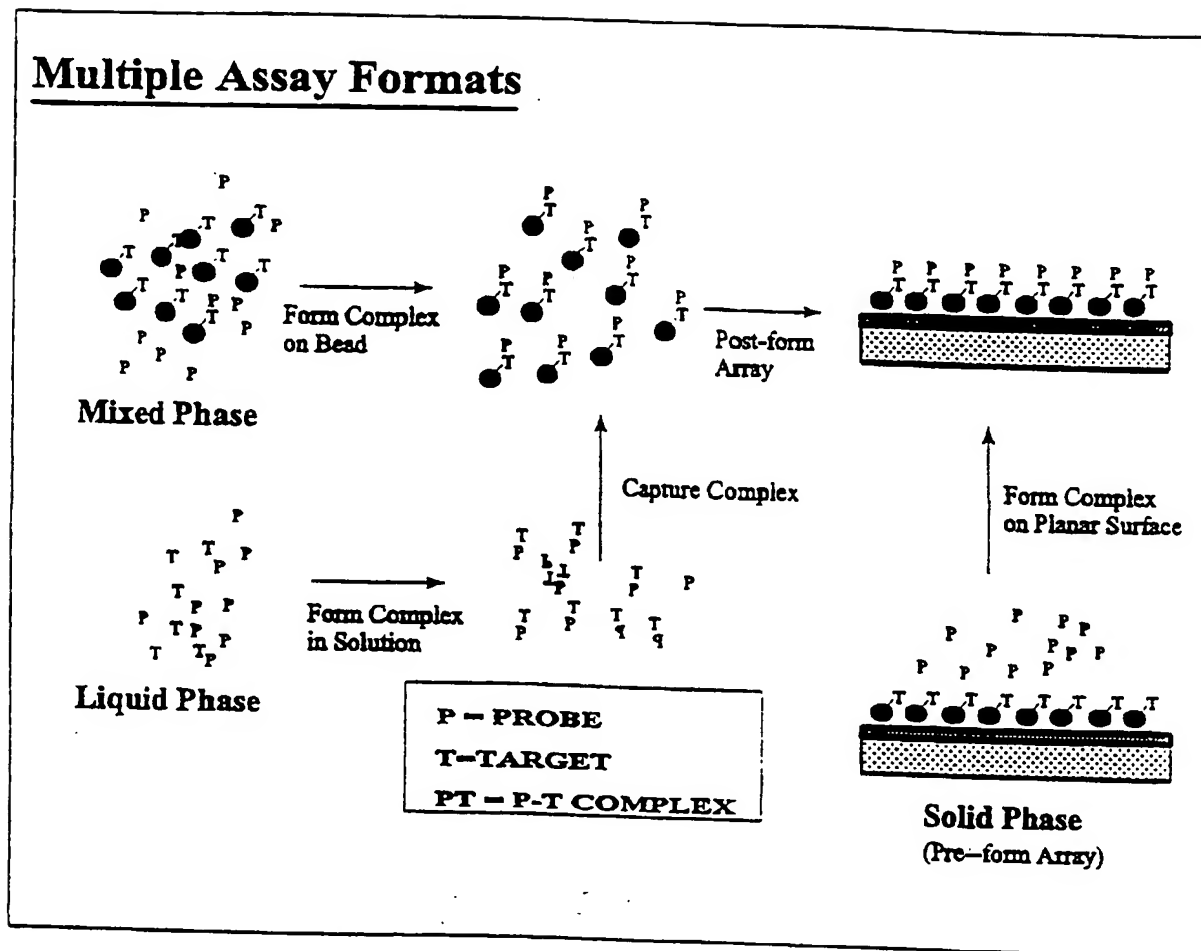 Multiple Assay Formats
P
P T T T P
T T T
T P T
T T P P
T P
P P P
P P
P
P P P
T T T
P P P
T T T
P P P
T T T
P P P
T T T
P P P P P P P P
T T T T T T T T
Form Complex
on Bead
Post-form
Array
Mixed Phase
Capture Complex
Form Complex
on Planar Surface
P
T T P P
T P P
P T P P
T T P
Form Complex
in Solution
T T
P P
T P
P
T T T T
P P P P
P P P
P P P P
P P P P
T T T T T T T T
Liquid Phase
P = PROBE
T=TARGET
PT = P-T COMPLEX
Solid Phase
(Pre-form Array)